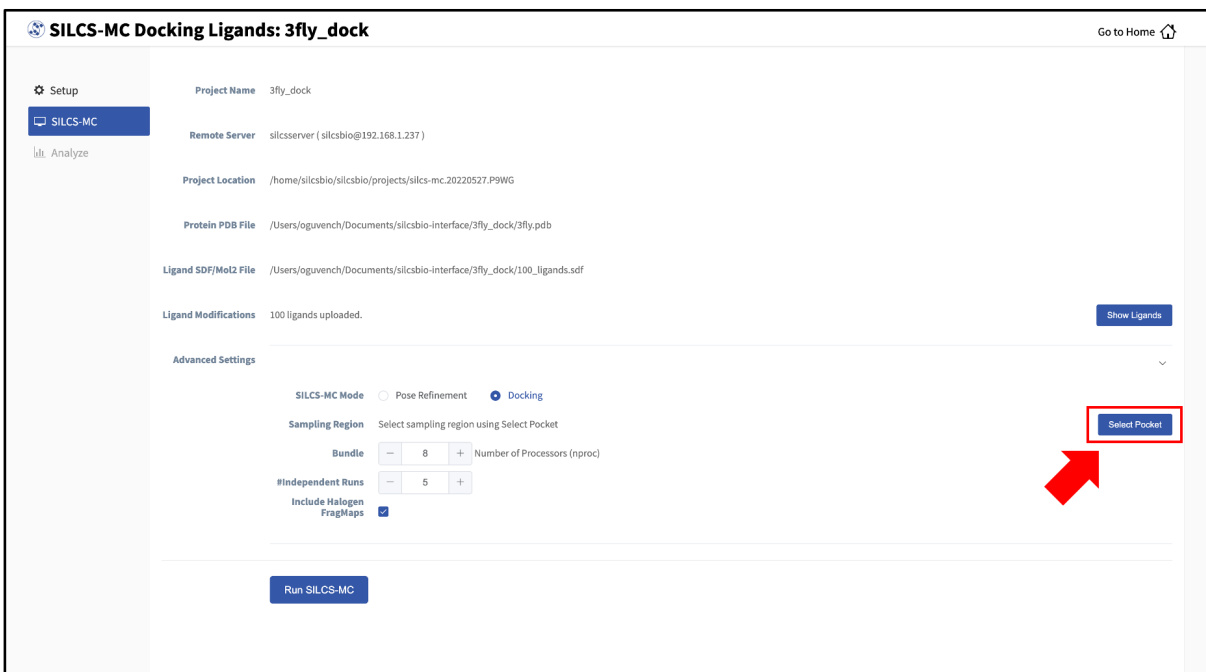 SILCS-MC Docking Ligands: 3fly_dock
Go to Home
Setup
SILCS-MC
Analyze
Project Name 3fly_dock
Remote Server silcsserver ( silcsbio@192.168.1.237 )
Project Location /home/silcsbio/silcsbio/projects/silcs-mc.20220527.P9WG
Protein PDB File /Users/oguvench/Documents/silcsbio-interface/3fly_dock/3fly.pdb
Ligand SDF/Mol2 File /Users/oguvench/Documents/silcsbio-interface/3fly_dock/100_ligands.sdf
Ligand Modifications 100 ligands uploaded. Show Ligands
Advanced Settings
SILCS-MC Mode Pose Refinement Docking
Sampling Region Select sampling region using Select Pocket Select Pocket
Bundle − 8 + Number of Processors (nproc)
#Independent Runs − 5 +
Include Halogen
FragMaps
Run SILCS-MC